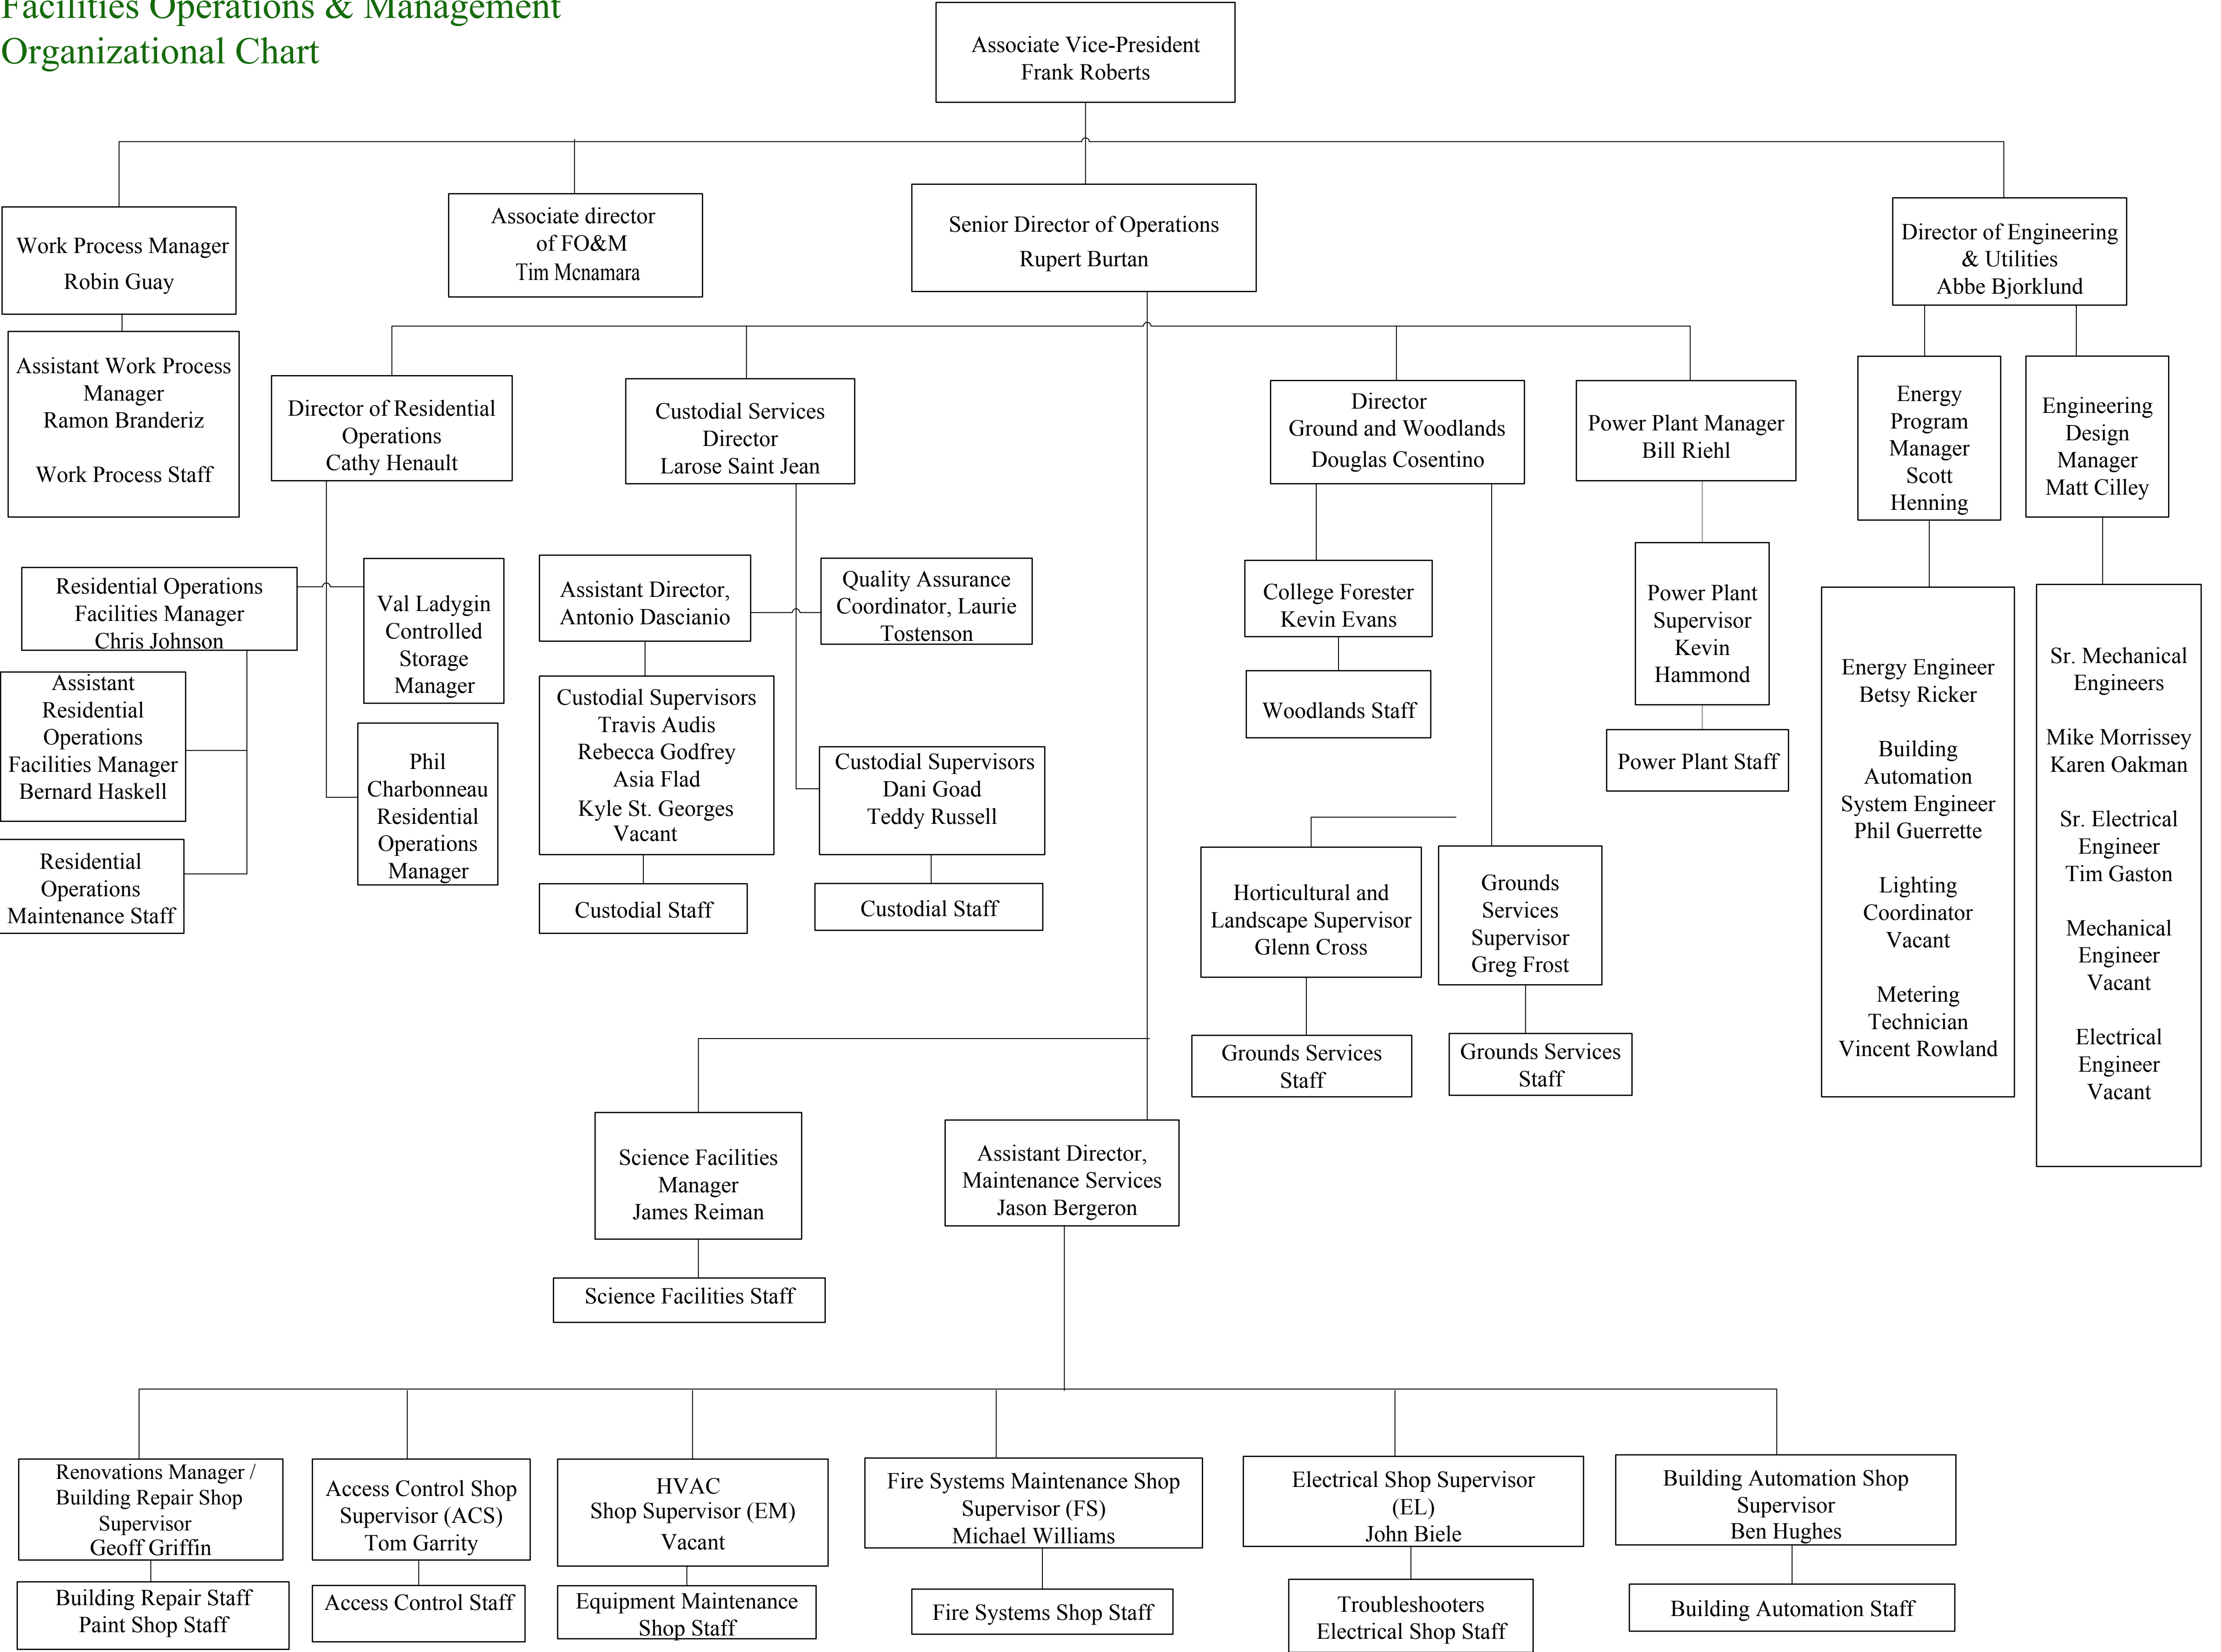 Facilities Operations & Management
Organizational Chart
Associate Vice-President
Frank Roberts
Work Process Manager
Robin Guay
Associate director
of FO&M
Tim Mcnamara
Senior Director of Operations
Rupert Burtan
Director of Engineering
& Utilities
Abbe Bjorklund
Assistant Work Process
Manager
Ramon Branderiz
Work Process Staff
Director of Residential
Operations
Cathy Henault
Custodial Services
Director
Larose Saint Jean
Director
Ground and Woodlands
Douglas Cosentino
Power Plant Manager
Bill Riehl
Energy
Program
Manager
Scott
Henning
Engineering
Design
Manager
Matt Cilley
Residential Operations
Facilities Manager
Chris Johnson
Val Ladygin
Controlled
Storage
Manager
Assistant Director,
Antonio Dascianio
Quality Assurance
Coordinator, Laurie
Tostenson
College Forester
Kevin Evans
Power Plant
Supervisor
Kevin
Hammond
Assistant
Residential
Operations
Facilities Manager
Bernard Haskell
Phil
Charbonneau
Residential
Operations
Manager
Custodial Supervisors
Travis Audis
Rebecca Godfrey
Asia Flad
Kyle St. Georges
Vacant
Custodial Supervisors
Dani Goad
Teddy Russell
Woodlands Staff
Power Plant Staff
Energy Engineer
Betsy Ricker
Building
Automation
System Engineer
Phil Guerrette
Lighting
Coordinator
Vacant
Metering
Technician
Vincent Rowland
Sr. Mechanical
Engineers
Mike Morrissey
Karen Oakman
Sr. Electrical
Engineer
Tim Gaston
Mechanical
Engineer
Vacant
Electrical
Engineer
Vacant
Residential
Operations
Maintenance Staff
Custodial Staff
Custodial Staff
Horticultural and
Landscape Supervisor
Glenn Cross
Grounds
Services
Supervisor
Greg Frost
Grounds Services
Staff
Grounds Services
Staff
Science Facilities
Manager
James Reiman
Assistant Director,
Maintenance Services
Jason Bergeron
Science Facilities Staff
Renovations Manager /
Building Repair Shop
Supervisor
Geoff Griffin
Access Control Shop
Supervisor (ACS)
Tom Garrity
HVAC
Shop Supervisor (EM)
Vacant
Fire Systems Maintenance Shop
Supervisor (FS)
Michael Williams
Electrical Shop Supervisor
(EL)
John Biele
Building Automation Shop
Supervisor
Ben Hughes
Building Repair Staff
Paint Shop Staff
Access Control Staff
Equipment Maintenance
Shop Staff
Fire Systems Shop Staff
Troubleshooters
Electrical Shop Staff
Building Automation Staff